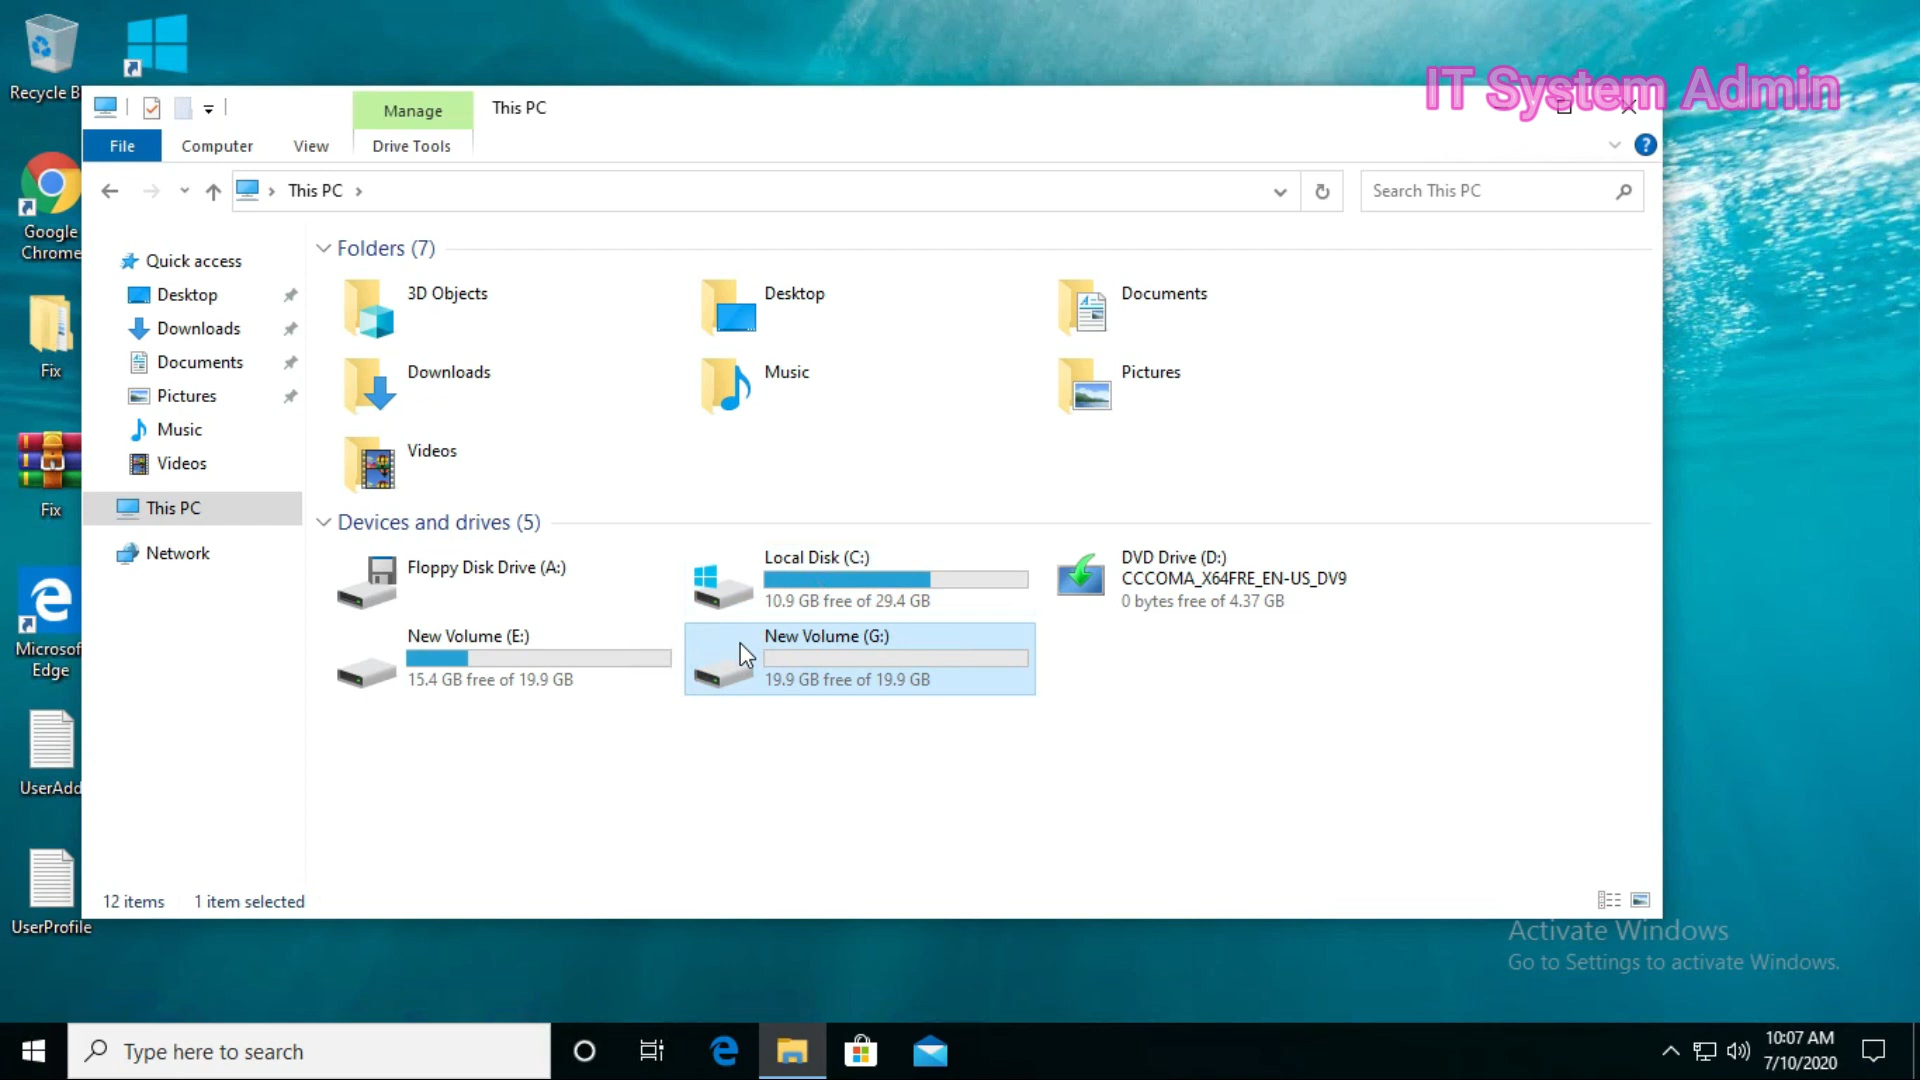 IT System Admin
Recycle B
Manage
This PC
File
Computer
View
Drive Tools
This PC
Search This PC
Google
Chrome
Fix
Fix
Microsof
Edge
UserAdd
UserProfile
Quick access
Desktop
Downloads
Documents
Pictures
Music
Videos
This PC
Network
Folders (7)
3D Objects
Desktop
Documents
Downloads
Music
Pictures
Videos
Devices and drives (5)
Floppy Disk Drive (A:)
Local Disk (C:)
10.9 GB free of 29.4 GB
DVD Drive (D:)
CCCOMA_X64FRE_EN-US_DV9
0 bytes free of 4.37 GB
New Volume (E:)
15.4 GB free of 19.9 GB
New Volume (G:)
19.9 GB free of 19.9 GB
12 items
1 item selected
Activate Windows
Go to Settings to activate Windows.
Type here to search
10:07 AM
7/10/2020